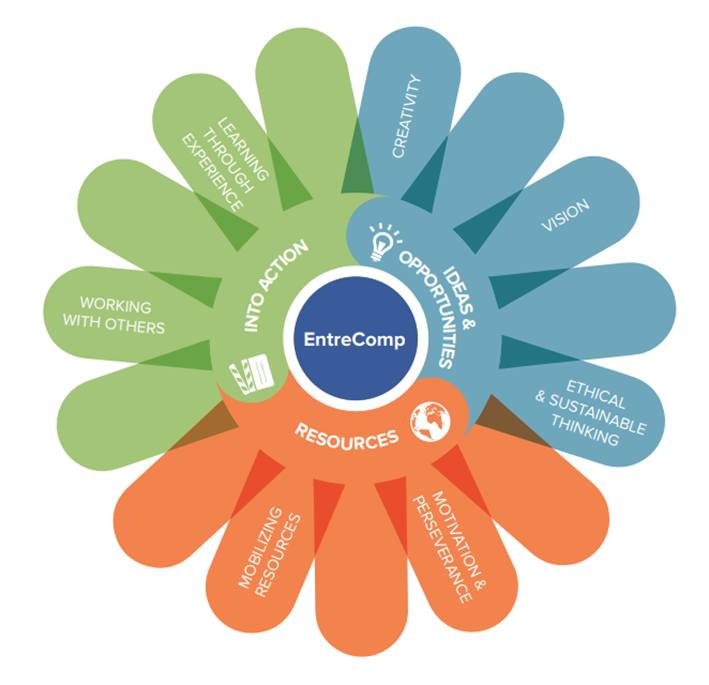 CREATIVITY
VISION
ETHICAL
& SUSTAINABLE
THINKING
MOTIVATION &
PERSEVERANCE
MOBILIZING
RESOURCES
WORKING
WITH OTHERS
LEARNING
THROUGH
EXPERIENCE
IDEAS &
OPPORTUNITIES
RESOURCES
INTO ACTION
EntreComp